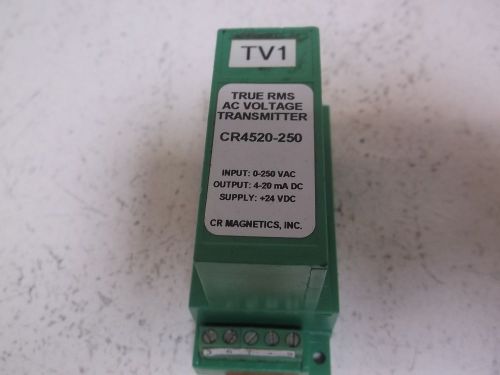 TV1
TRUE RMS
AC VOLTAGE
TRANSMITTER
CR4520-250
INPUT: 0-250 VAC
OUTPUT: 4-20 mA DC
SUPPLY: +24 VDC
CR MAGNETICS, INC.